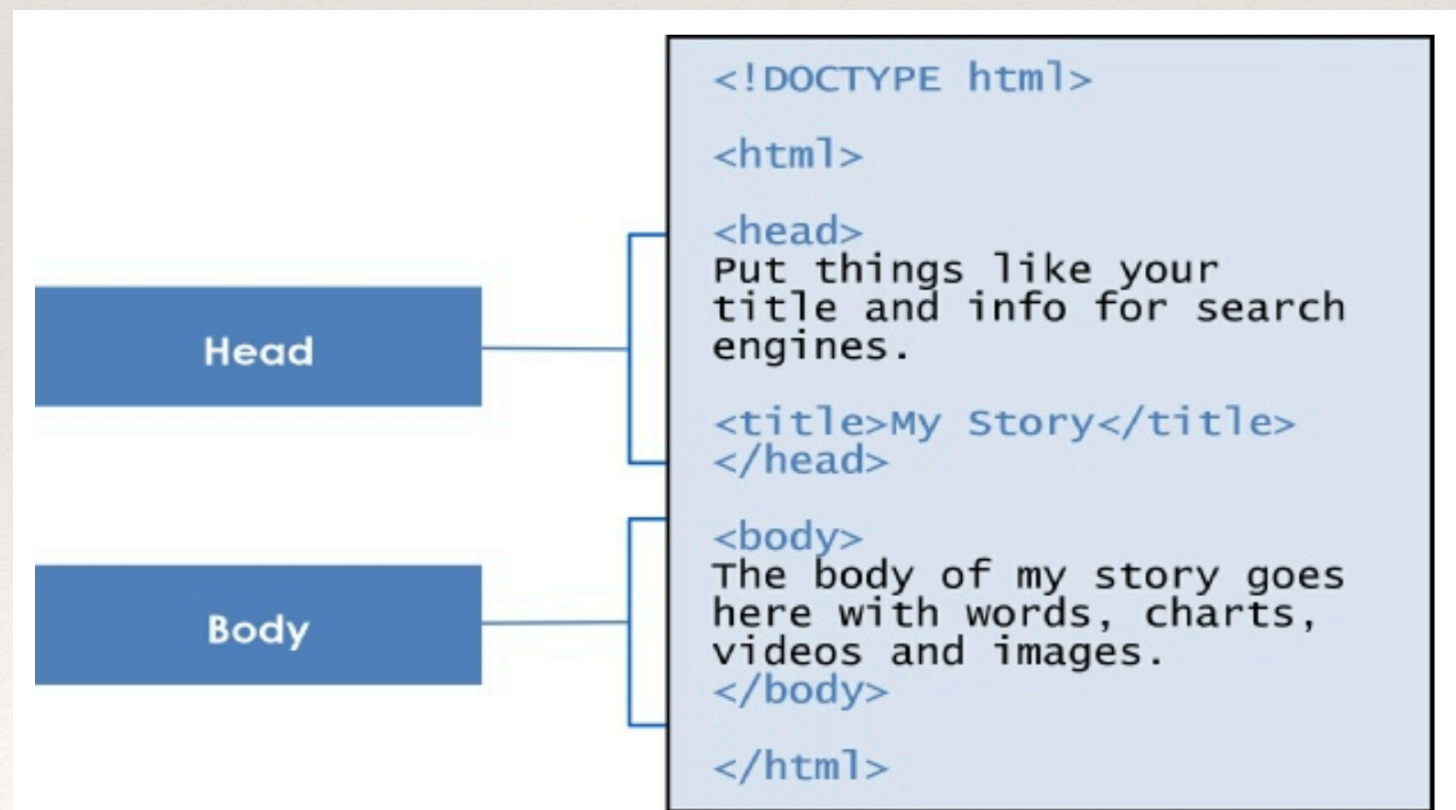 <!DOCTYPE html>
<html>
<head>
Put things like your
title and info for search
engines.
Head
<title>My Story</title>
</head>
<body>
The body of my story goes
here with words, charts,
videos and images.
Body
</body>
</html>